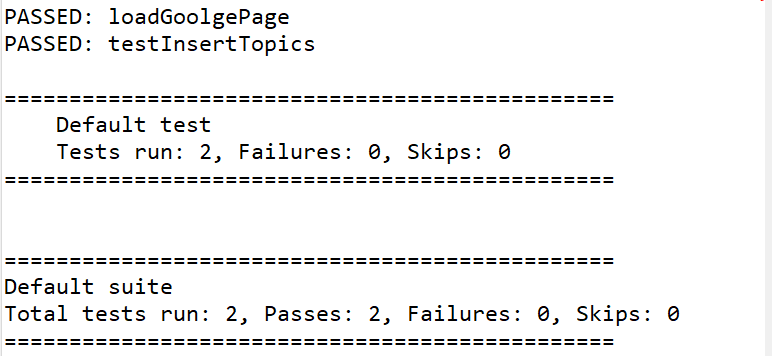 PASSED: loadGoolgePage
PASSED: testInsertTopics
===============================================
Default test
Tests run: 2, Failures: 0, Skips: 0
===============================================
===============================================
Default suite
Total tests run: 2, Passes: 2, Failures: 0, Skips: 0
===============================================